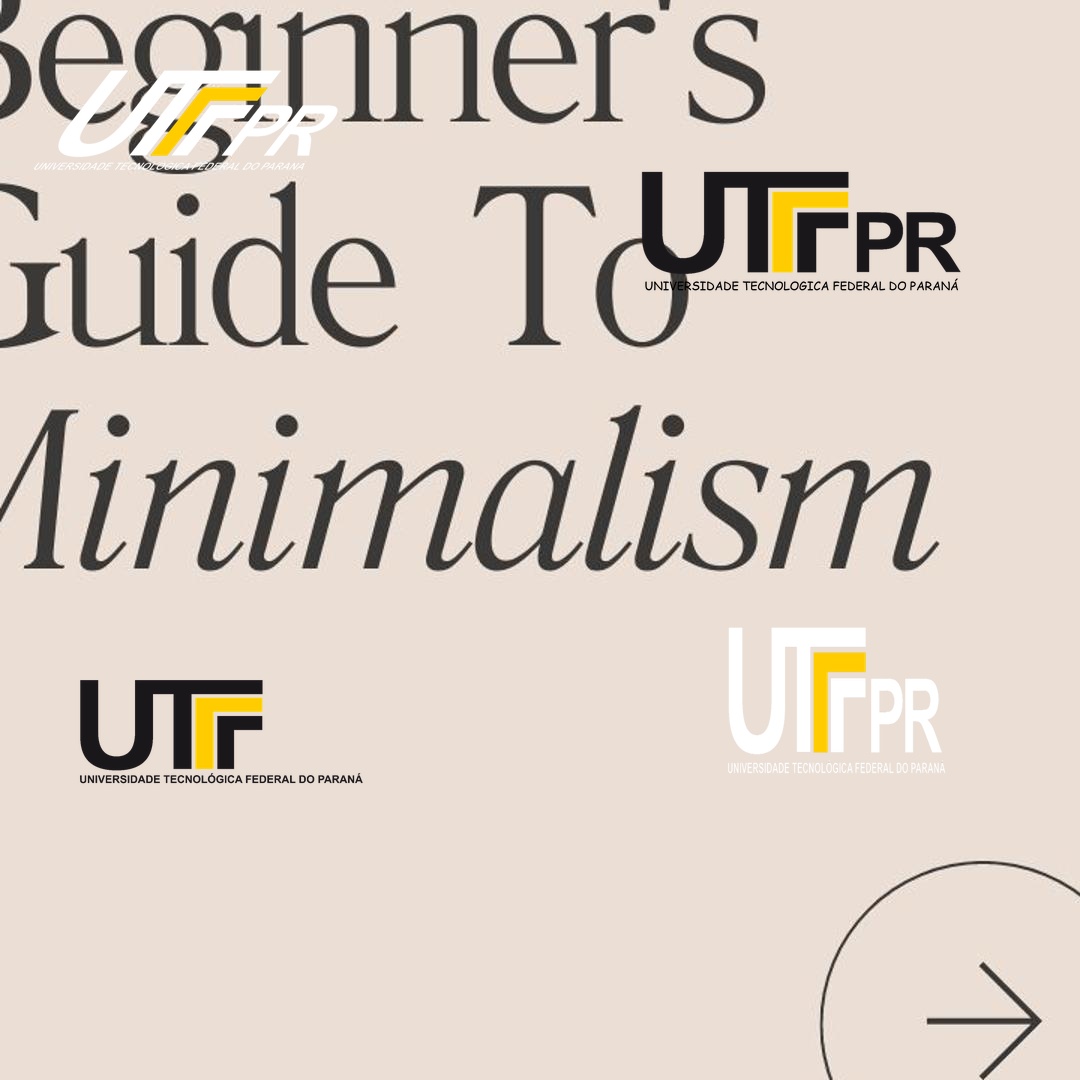 Beginner's
UTFPR
UNIVERSIDADE TECNOLOGICA FEDERAL DO PARANA
Guide To
UTFPR
UNIVERSIDADE TECNOLOGICA FEDERAL DO PARANÁ
Minimalism
UTF
UNIVERSIDADE TECNOLÓGICA FEDERAL DO PARANÁ
UTFPR
UNIVERSIDADE TECNOLOGICA FEDERAL DO PARANA